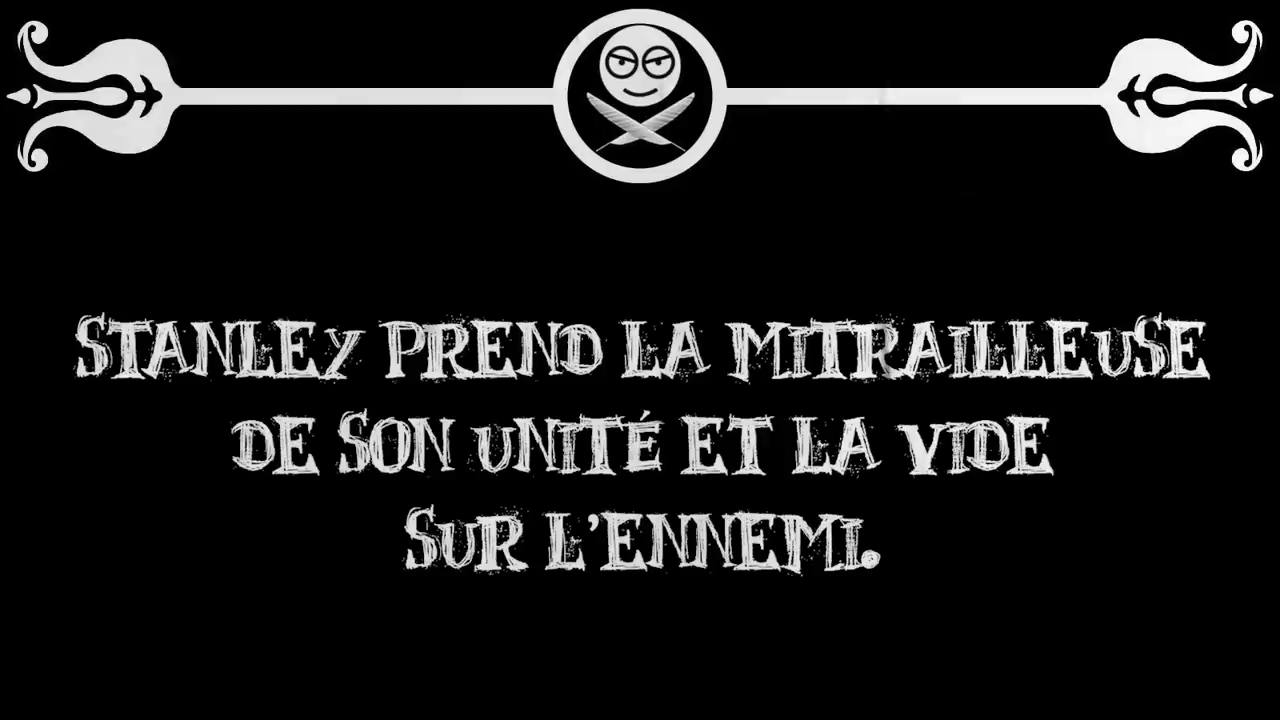 STANLEY PREND LA MITRAILLEUSE
DE SON UNITÉ ET LA VIDE
SUR L'ENNEMI.